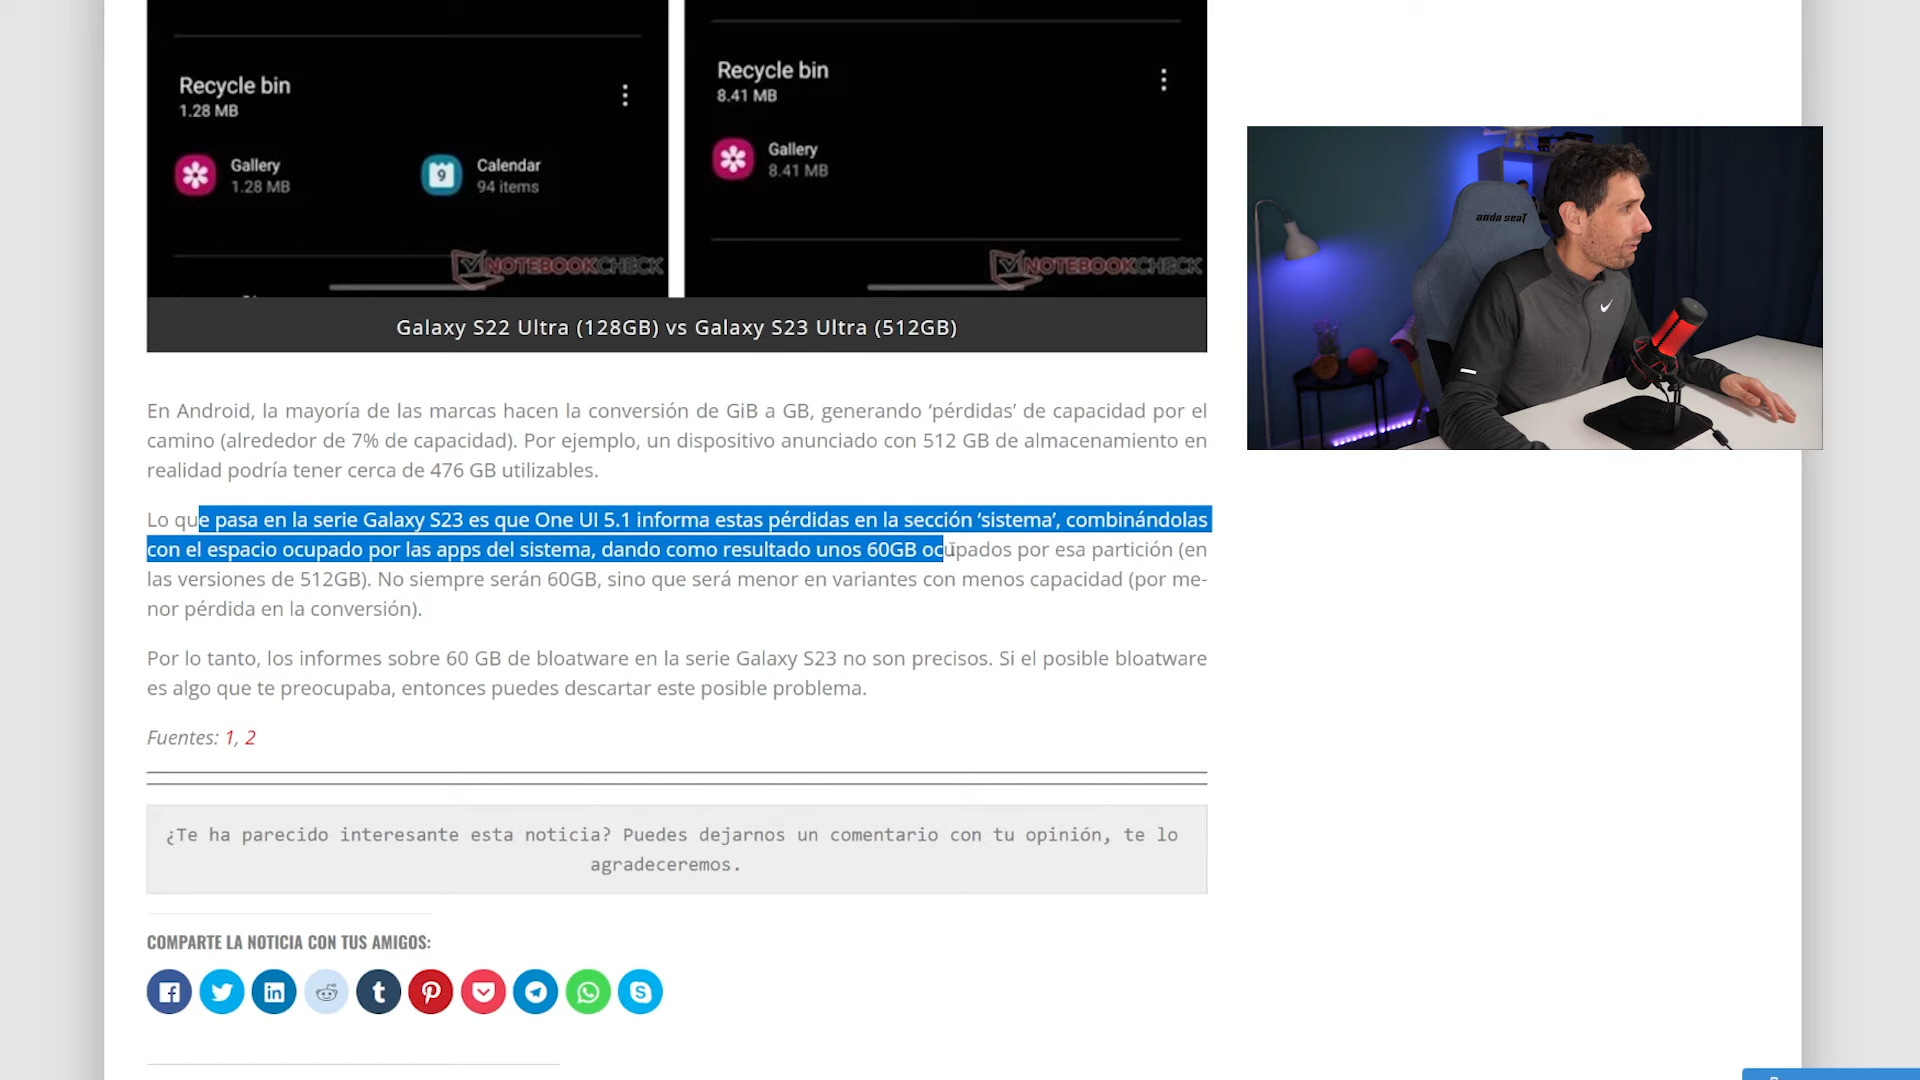 Recycle bin
1.28 MB
Gallery
1.28 MB
9
Calendar
94 items
NOTEBOOKCHECK
Recycle bin
8.41 MB
Gallery
8.41 MB
NOTEBOOKCHECK
Galaxy S22 Ultra (128GB) vs Galaxy S23 Ultra (512GB)
anda seaT
En Android, la mayoría de las marcas hacen la conversión de GiB a GB, generando ‘pérdidas’ de capacidad por el
camino (alrededor de 7% de capacidad). Por ejemplo, un dispositivo anunciado con 512 GB de almacenamiento en
realidad podría tener cerca de 476 GB utilizables.
Lo que pasa en la serie Galaxy S23 es que One UI 5.1 informa estas pérdidas en la sección ‘sistema’, combinándolas
con el espacio ocupado por las apps del sistema, dando como resultado unos 60GB ocupados por esa partición (en
las versiones de 512GB). No siempre serán 60GB, sino que será menor en variantes con menos capacidad (por me-
nor pérdida en la conversión).
Por lo tanto, los informes sobre 60 GB de bloatware en la serie Galaxy S23 no son precisos. Si el posible bloatware
es algo que te preocupaba, entonces puedes descartar este posible problema.
Fuentes: 1, 2
¿Te ha parecido interesante esta noticia? Puedes dejarnos un comentario con tu opinión, te lo
agradeceremos.
COMPARTE LA NOTICIA CON TUS AMIGOS: